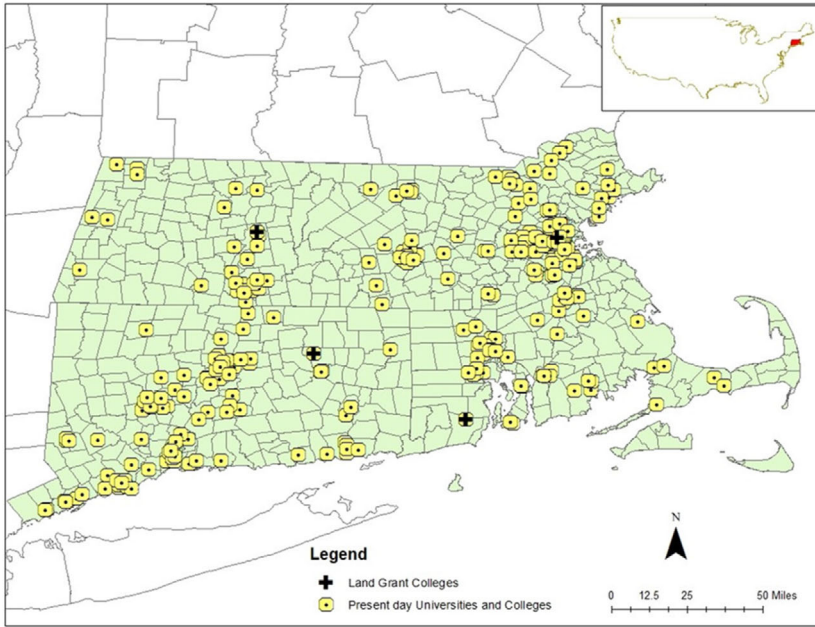 N
Legend
Land Grant Colleges
Present day Universities and Colleges
0 12.5 25 50 Miles